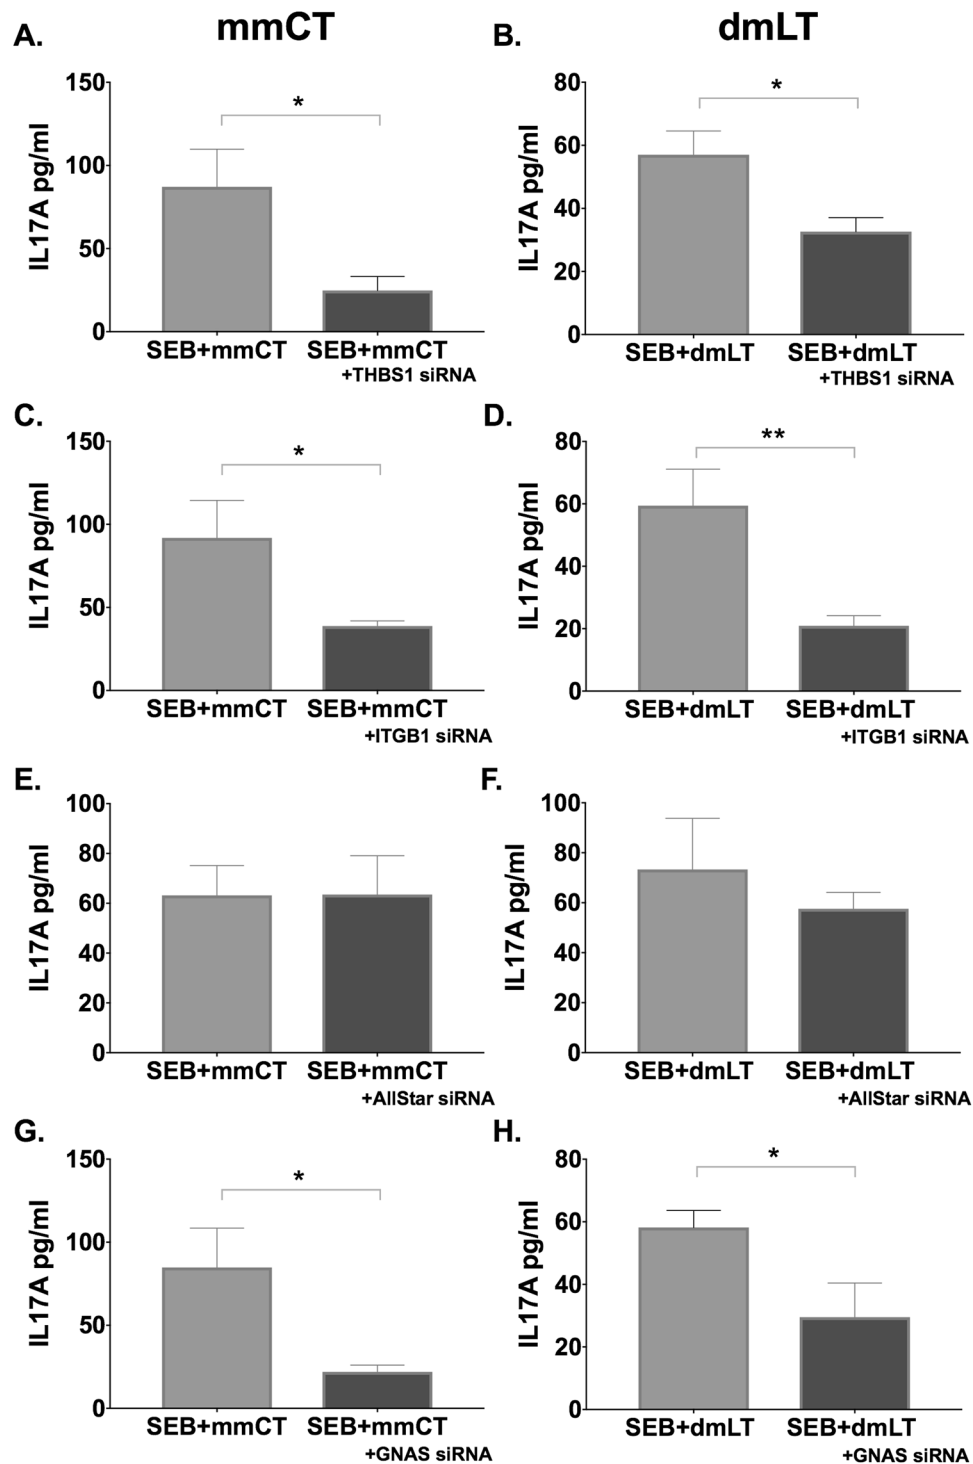 mmCT
dmLT
A.
150
100
50
0
IL17A pg/ml
*
SEB+mmCT
SEB+mmCT
+THBS1 siRNA
B.
80
60
40
20
0
IL17A pg/ml
*
SEB+dmLT
SEB+dmLT
+THBS1 siRNA
C.
150
100
50
0
IL17A pg/ml
*
SEB+mmCT
SEB+mmCT
+ITGB1 siRNA
D.
80
60
40
20
0
IL17A pg/ml
**
SEB+dmLT
SEB+dmLT
+ITGB1 siRNA
E.
100
80
60
40
20
0
IL17A pg/ml
SEB+mmCT
SEB+mmCT
+AllStar siRNA
F.
100
80
60
40
20
0
IL17A pg/ml
SEB+dmLT
SEB+dmLT
+AllStar siRNA
G.
150
100
50
0
IL17A pg/ml
*
SEB+mmCT
SEB+mmCT
+GNAS siRNA
H.
80
60
40
20
0
IL17A pg/ml
*
SEB+dmLT
SEB+dmLT
+GNAS siRNA